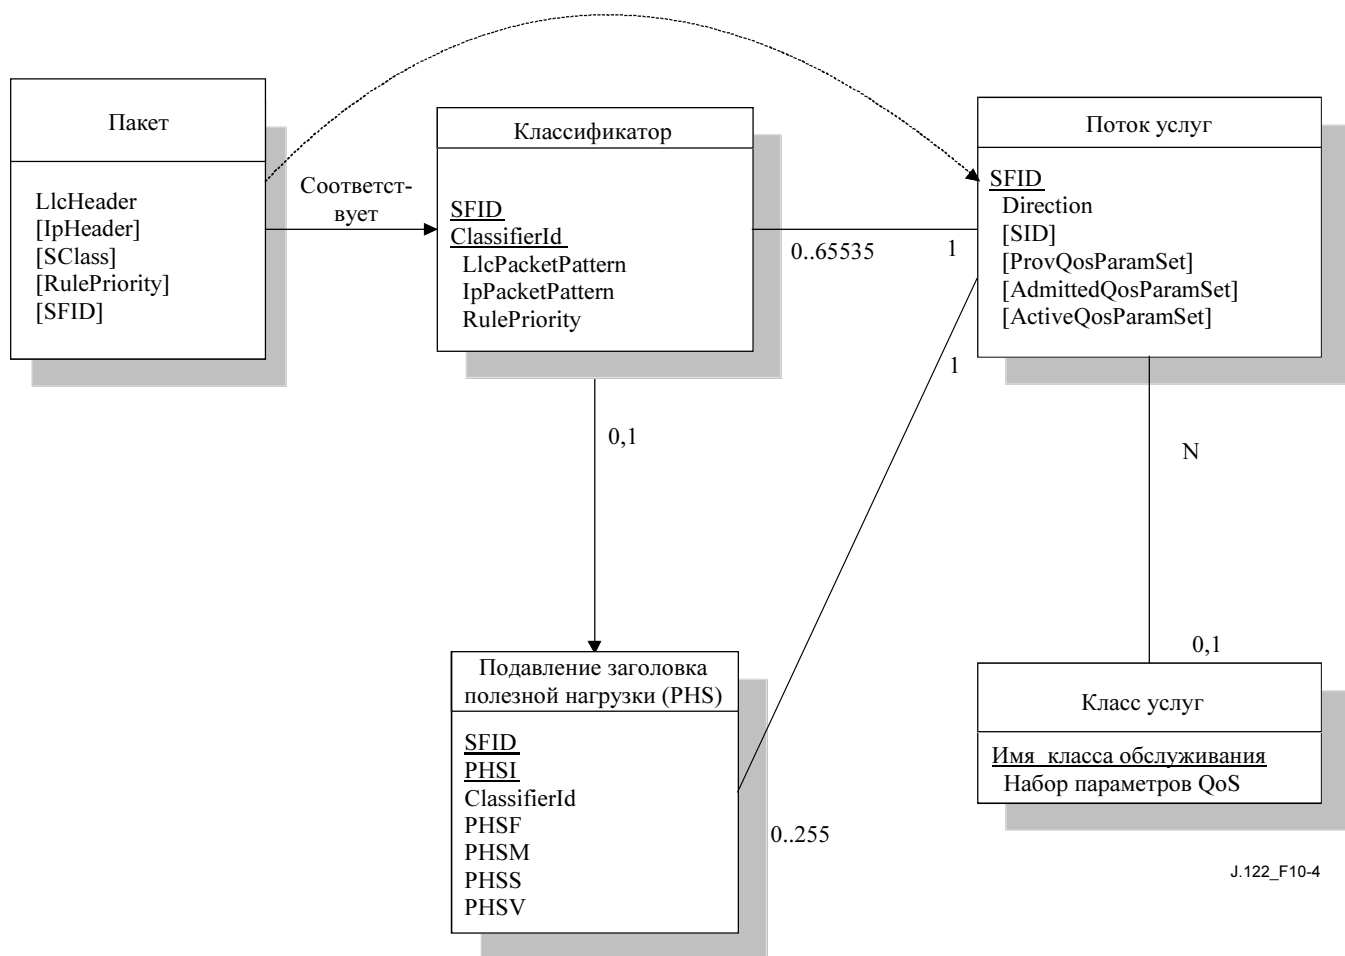 Пакет
LlcHeader
[IpHeader]
[SClass]
[RulePriority]
[SFID]
Соответст-
вует
Классификатор
SFID
ClassifierId
LlcPacketPattern
IpPacketPattern
RulePriority
0..65535
1
Поток услуг
SFID
Direction
[SID]
[ProvQosParamSet]
[AdmittedQosParamSet]
[ActiveQosParamSet]
1
0,1
N
0,1
Подавление заголовка
полезной нагрузки (PHS)
SFID
PHSI
ClassifierId
PHSF
PHSM
PHSS
PHSV
0..255
Класс услуг
Имя класса обслуживания
Набор параметров QoS
J.122_F10-4